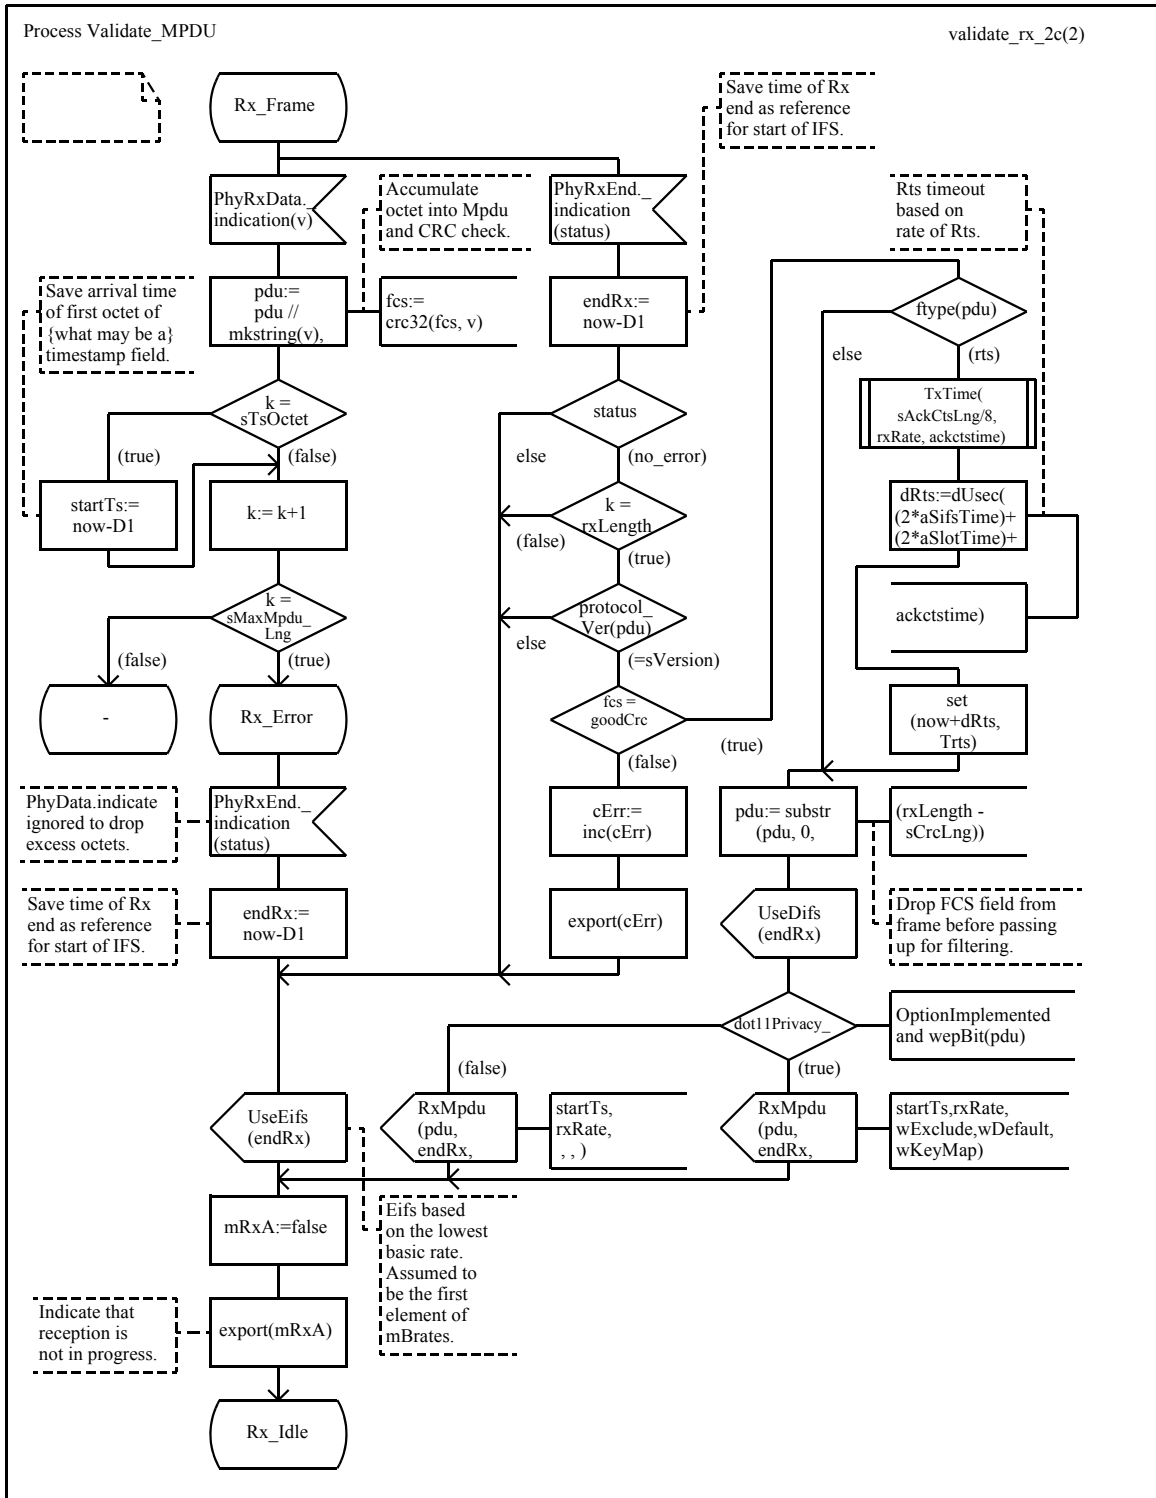 Process Validate_MPDU
validate_rx_2c(2)
Rx_Frame
Save time of Rx
end as reference
for start of IFS.
PhyRxData._
indication(v)
Accumulate
octet into Mpdu
and CRC check.
PhyRxEnd._
indication
(status)
Rts timeout
based on
rate of Rts.
Save arrival time
of first octet of
{what may be a}
timestamp field.
pdu:=
pdu //
mkstring(v),
fcs:=
crc32(fcs, v)
endRx:=
now-D1
ftype(pdu)
else
(rts)
k =
sTsOctet
status
TxTime(
sAckCtsLng/8,
rxRate, ackctstime)
(true)
(false)
else
(no_error)
startTs:=
now-D1
k:= k+1
k =
rxLength
dRts:=dUsec(
(2*aSifsTime)+
(2*aSlotTime)+
(false)
(true)
k =
sMaxMpdu_
Lng
protocol_
Ver(pdu)
ackctstime)
else
(false)
(true)
(=sVersion)
-
Rx_Error
fcs =
goodCrc
set
(now+dRts,
Trts)
(true)
(false)
PhyData.indicate
ignored to drop
excess octets.
PhyRxEnd._
indication
(status)
cErr:=
inc(cErr)
pdu:= substr
(pdu, 0,
(rxLength -
sCrcLng))
Save time of Rx
end as reference
for start of IFS.
endRx:=
now-D1
export(cErr)
UseDifs
(endRx)
Drop FCS field from
frame before passing
up for filtering.
dot11Privacy_
OptionImplemented
and wepBit(pdu)
(false)
(true)
UseEifs
(endRx)
RxMpdu
(pdu,
endRx,
startTs,
rxRate,
, , )
RxMpdu
(pdu,
endRx,
startTs,rxRate,
wExclude,wDefault,
wKeyMap)
mRxA:=false
Eifs based
on the lowest
basic rate.
Assumed to
be the first
element of
mBrates.
Indicate that
reception is
not in progress.
export(mRxA)
Rx_Idle